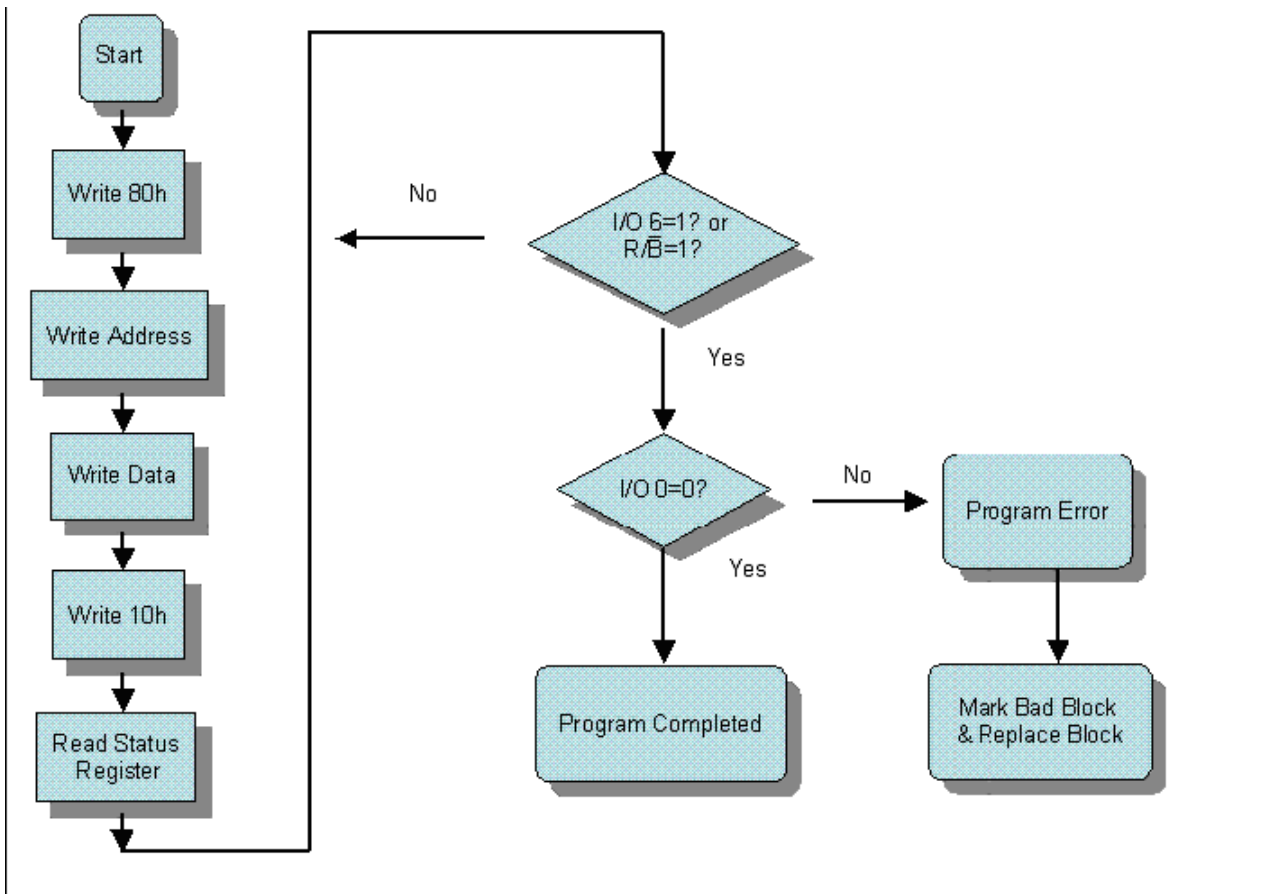 Start
Write 80h
Write Address
Write Data
Write 10h
Read Status
Register
No
I/O 6=1? or
R/B̅=1?
Yes
I/O 0=0?
No
Yes
Program Error
Program Completed
Mark Bad Block
& Replace Block